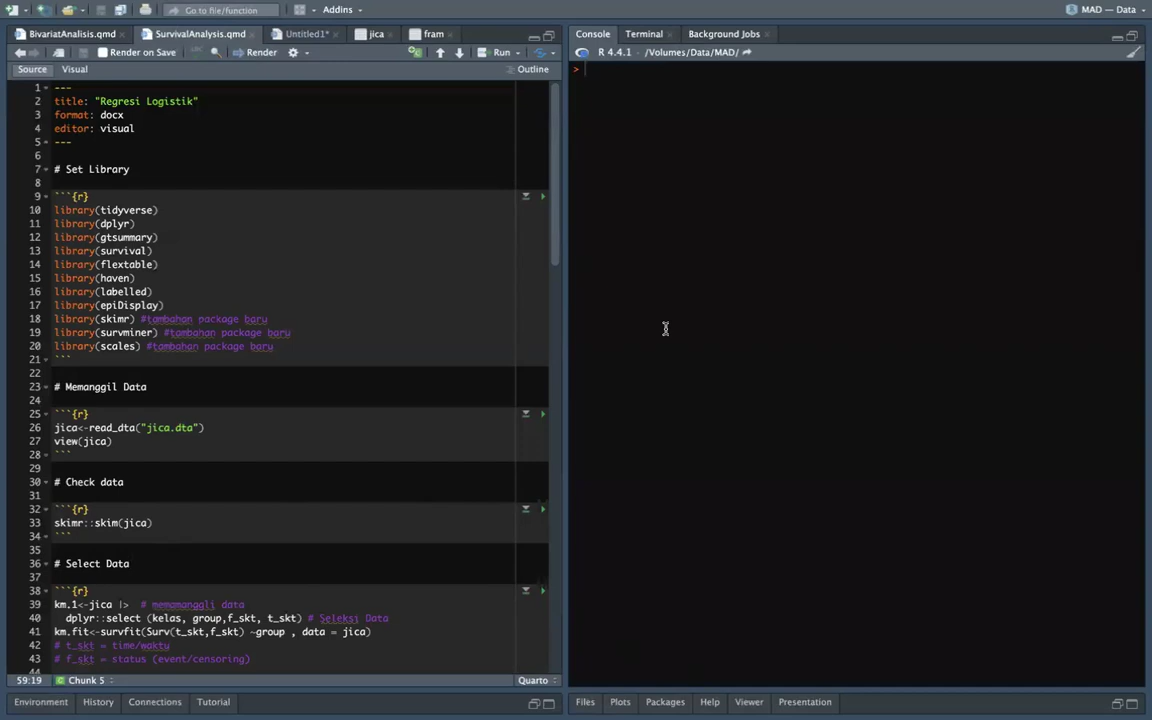 Go to file/function
Addins
MAD — Data
BivariatAnalisis.qmd
SurvivalAnalysis.qmd
Untitled1*
jica
fram
Render on Save
Render
Run
Source
Visual
Outline
1 ---
2 title: "Regresi Logistik"
3 format: docx
4 editor: visual
5 ---
6
7 # Set Library
8
9 ```{r}
10 library(tidyverse)
11 library(dplyr)
12 library(gtsummary)
13 library(survival)
14 library(flextable)
15 library(haven)
16 library(labelled)
17 library(epiDisplay)
18 library(skimr) #tambahan package baru
19 library(survminer) #tambahan package baru
20 library(scales) #tambahan package baru
21 ```
22
23 # Memanggil Data
24
25 ```{r}
26 jica<-read_dta("jica.dta")
27 view(jica)
28 ```
29
30 # Check data
31
32 ```{r}
33 skimr::skim(jica)
34 ```
35
36 # Select Data
37
38 ```{r}
39 km.1<-jica |> # memamanggli data
40 dplyr::select (kelas, group,f_skt, t_skt) # Seleksi Data
41 km.fit<-survfit(Surv(t_skt,f_skt) ~group , data = jica)
42 # t_skt = time/waktu
43 # f_skt = status (event/censoring)
59:19
Chunk 5
Quarto
Environment
History
Connections
Tutorial
Console
Terminal
Background Jobs
R 4.4.1 · /Volumes/Data/MAD/
>
Files
Plots
Packages
Help
Viewer
Presentation